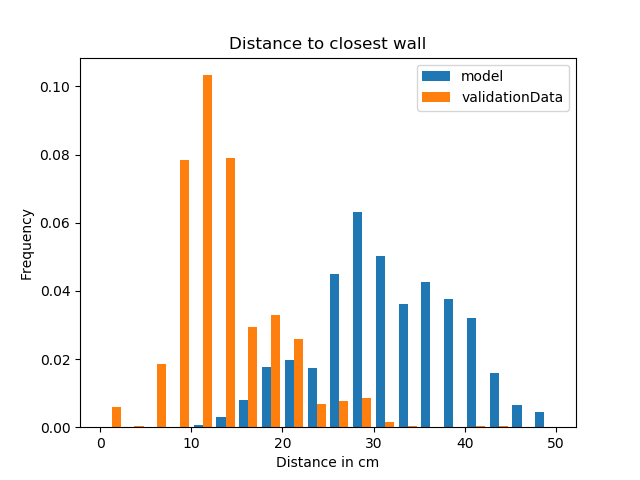 Distance to closest wall
model
validationData
0.10
0.08
0.06
0.04
0.02
0.00
Frequency
0 10 20 30 40 50
Distance in cm